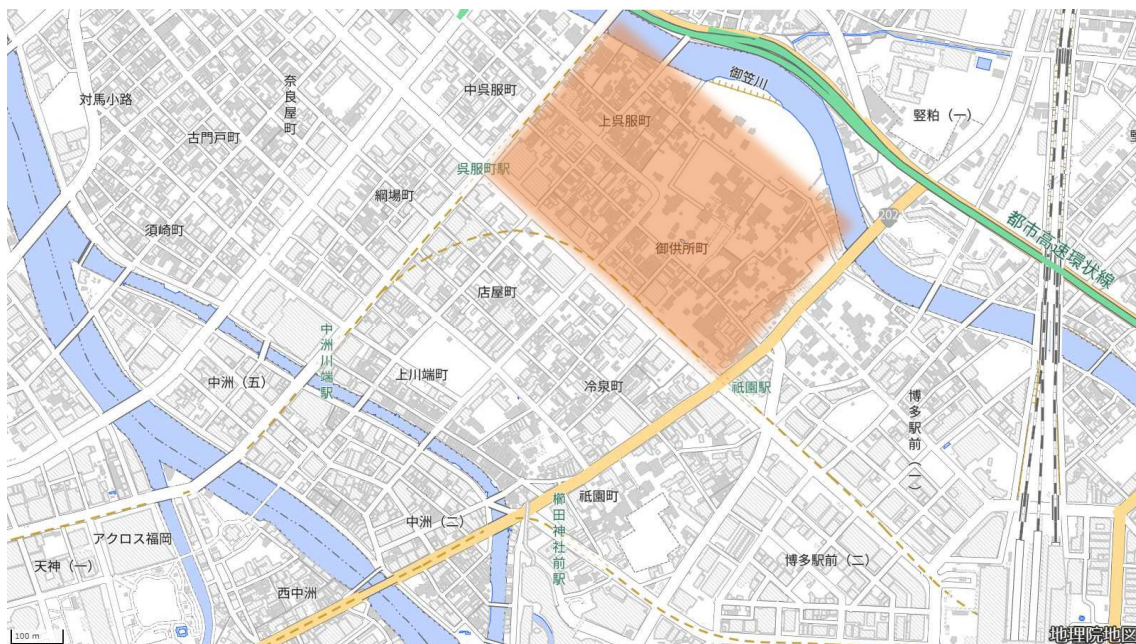 対馬小路
奈良屋町
古門戸町
中呉服町
上呉服町
御笠川
竪粕（一）
呉服町駅
綱場町
須崎町
202
都市高速環状線
御供所町
店屋町
中洲川端駅
中洲（五）
上川端町
冷泉町
祇園駅
博多駅前（一）
櫛田神社前駅
祇園町
中洲（二）
アクロス福岡
天神（一）
西中洲
博多駅前（二）
100 m
地理院地図